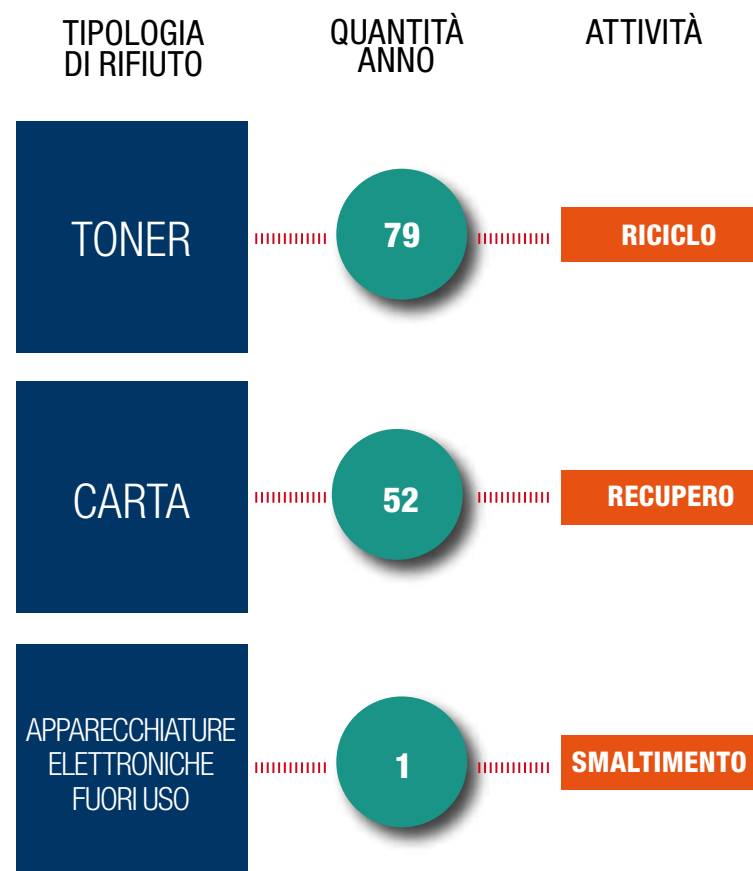 TIPOLOGIA
DI RIFIUTO
QUANTITÀ
ANNO
ATTIVITÀ
TONER
79
RICICLO
CARTA
52
RECUPERO
APPARECCHIATURE
ELETTRONICHE
FUORI USO
1
SMALTIMENTO